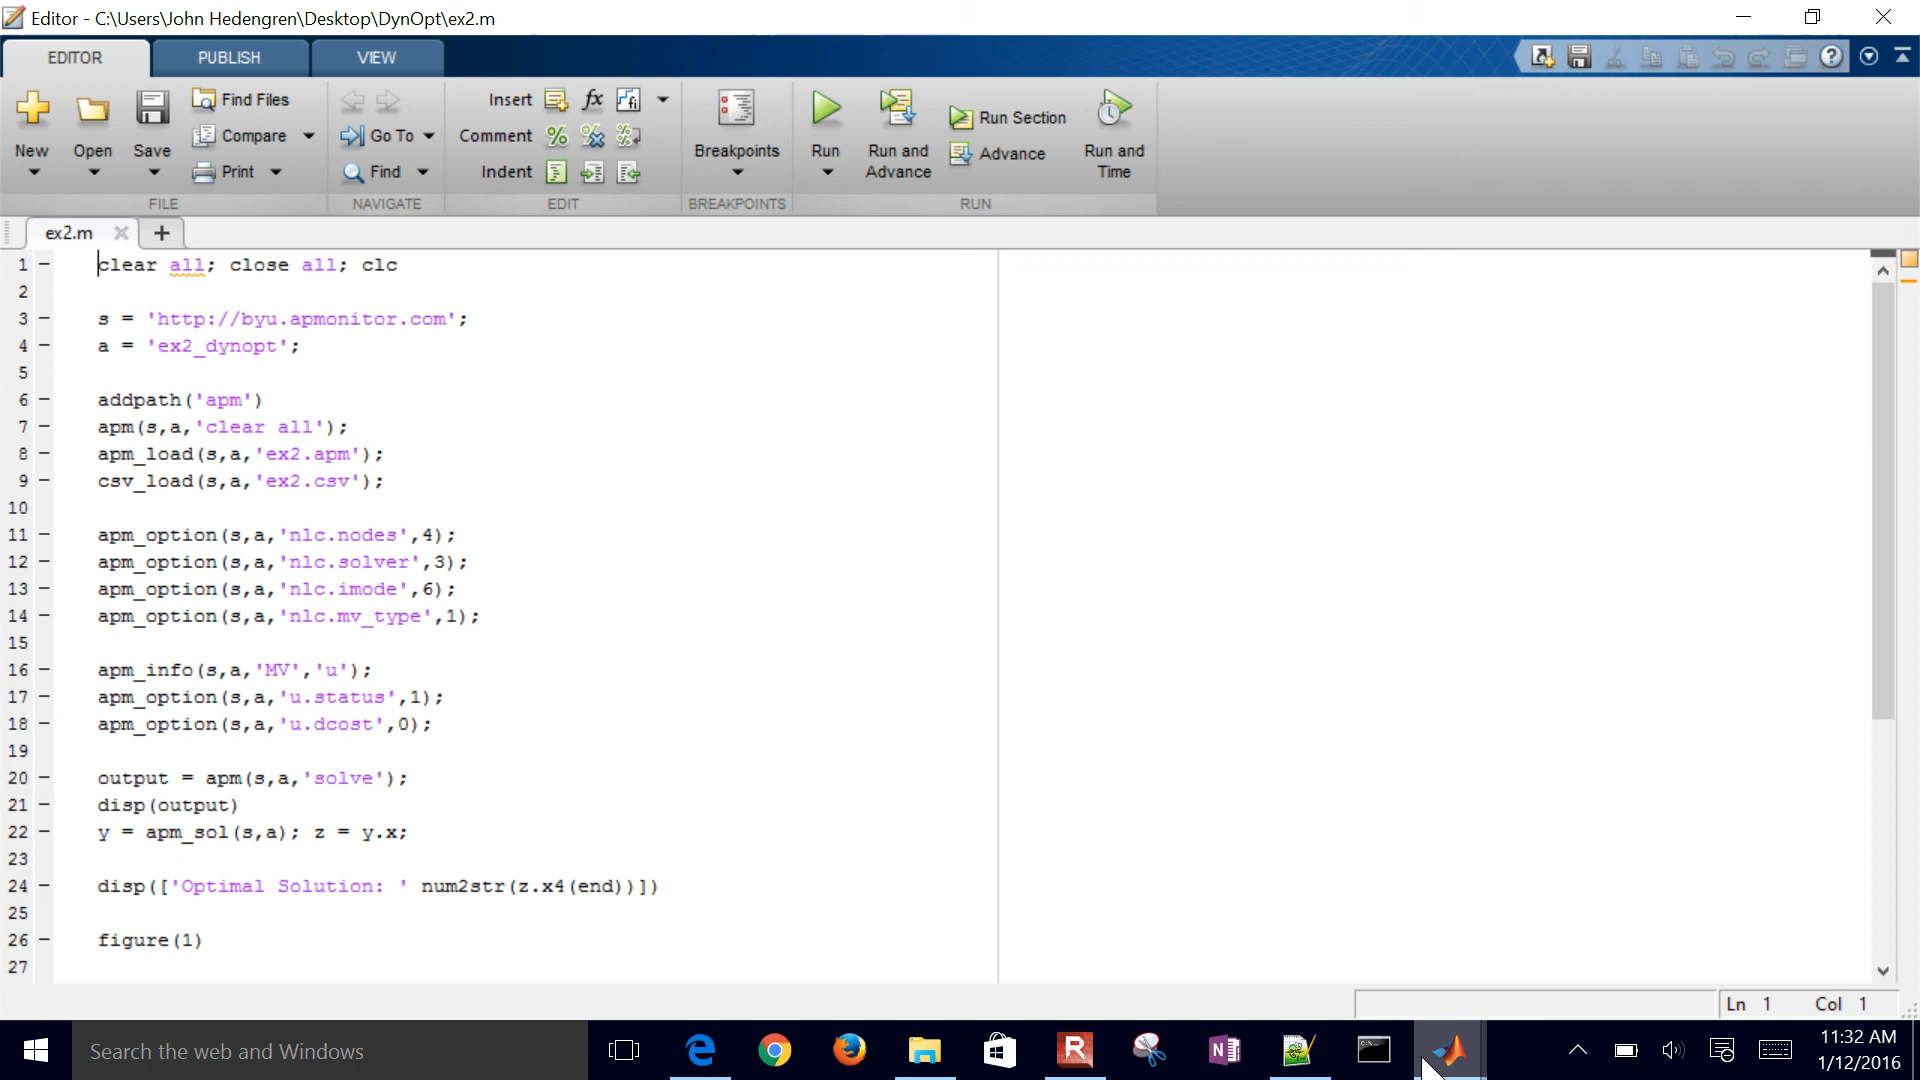 Editor - C:\Users\John Hedengren\Desktop\DynOpt\ex2.m
EDITOR PUBLISH VIEW
New Open Save Find Files Compare Print
FILE
Go To Find
NAVIGATE
Insert fx
Comment
Indent
EDIT
Breakpoints
BREAKPOINTS
Run Run and Advance Run Section Advance Run and Time
RUN
ex2.m
1 clear all; close all; clc
2
3 s = 'http://byu.apmonitor.com';
4 a = 'ex2_dynopt';
5
6 addpath('apm')
7 apm(s,a,'clear all');
8 apm_load(s,a,'ex2.apm');
9 csv_load(s,a,'ex2.csv');
10
11 apm_option(s,a,'nlc.nodes',4);
12 apm_option(s,a,'nlc.solver',3);
13 apm_option(s,a,'nlc.imode',6);
14 apm_option(s,a,'nlc.mv_type',1);
15
16 apm_info(s,a,'MV','u');
17 apm_option(s,a,'u.status',1);
18 apm_option(s,a,'u.dcost',0);
19
20 output = apm(s,a,'solve');
21 disp(output)
22 y = apm_sol(s,a); z = y.x;
23
24 disp(['Optimal Solution: ' num2str(z.x4(end))])
25
26 figure(1)
27
Ln 1 Col 1
Search the web and Windows
11:32 AM
1/12/2016